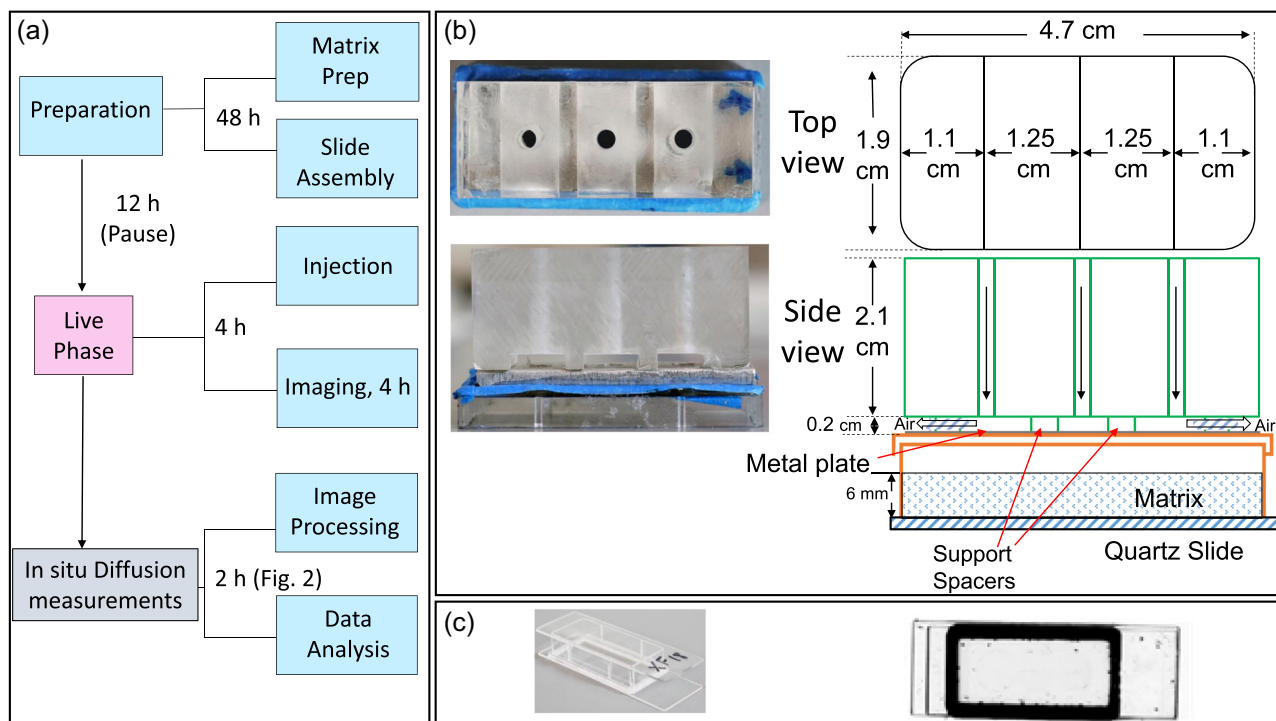 (a)
Preparation
48 h
Matrix
Prep
Slide
Assembly
12 h
(Pause)
Live
Phase
4 h
Injection
Imaging, 4 h
In situ Diffusion
measurements
2 h (Fig. 2)
Image
Processing
Data
Analysis
(b)
4.7 cm
Top
view
1.9
cm
1.1
cm
1.25
cm
1.25
cm
1.1
cm
Side
view
2.1
cm
0.2 cm
Air
Air
Metal plate
6 mm
Matrix
Support
Spacers
Quartz Slide
(c)
XF19